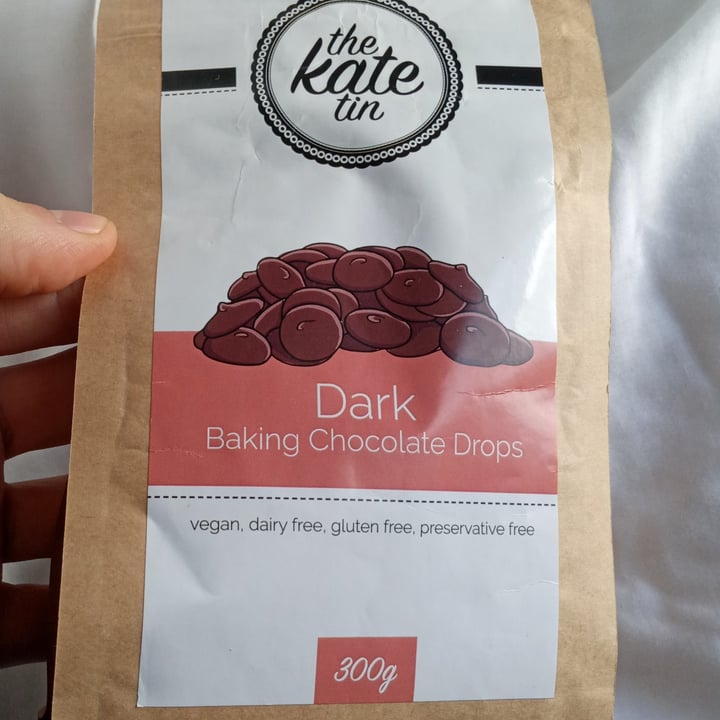 the
kate
tin
Dark
Baking Chocolate Drops
vegan, dairy free, gluten free, preservative free
300g